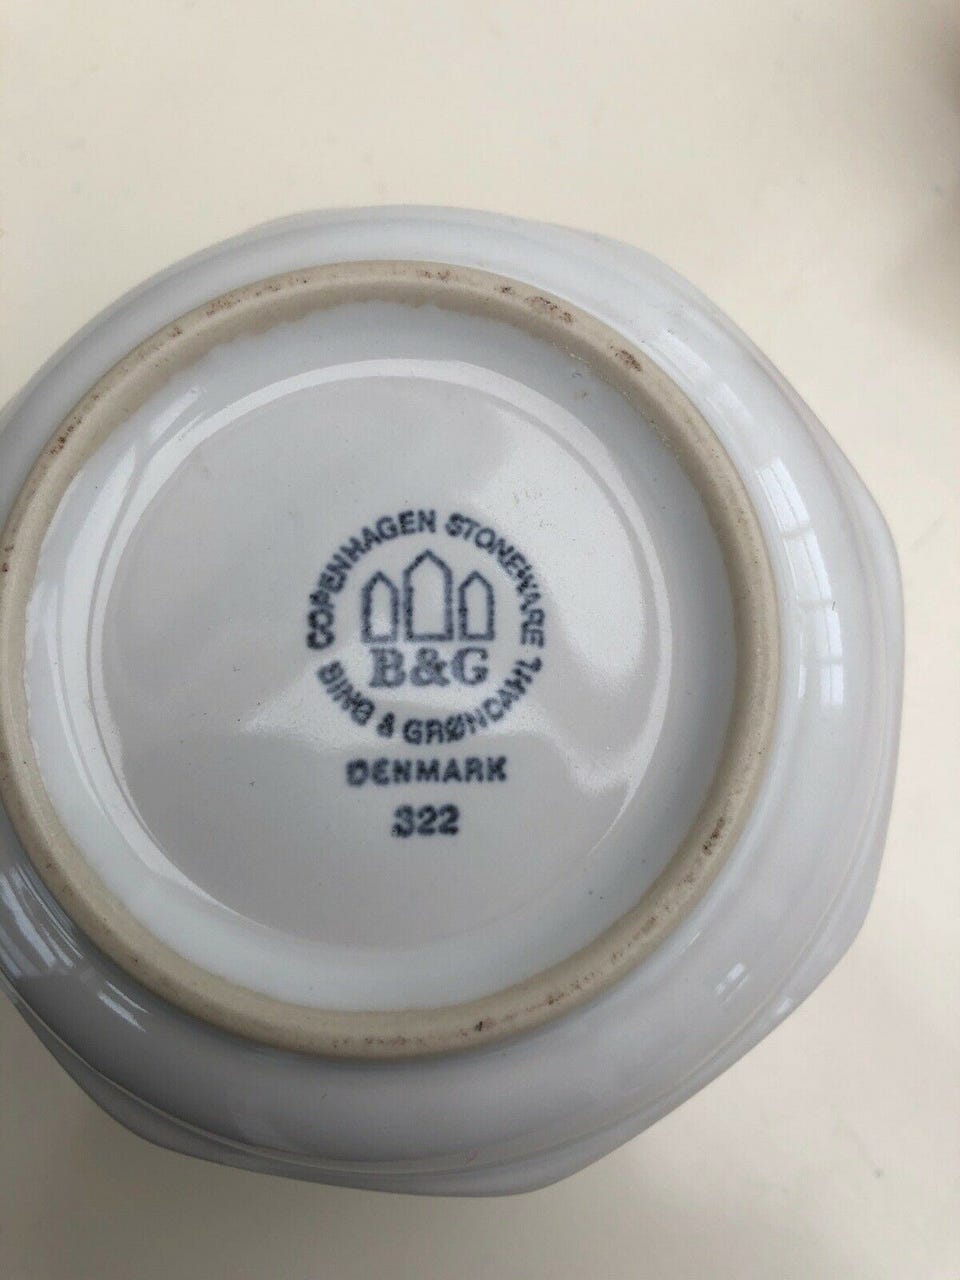 COPENHAGEN STONEWARE
B&G
BING & GRØNDAHL
DENMARK
322